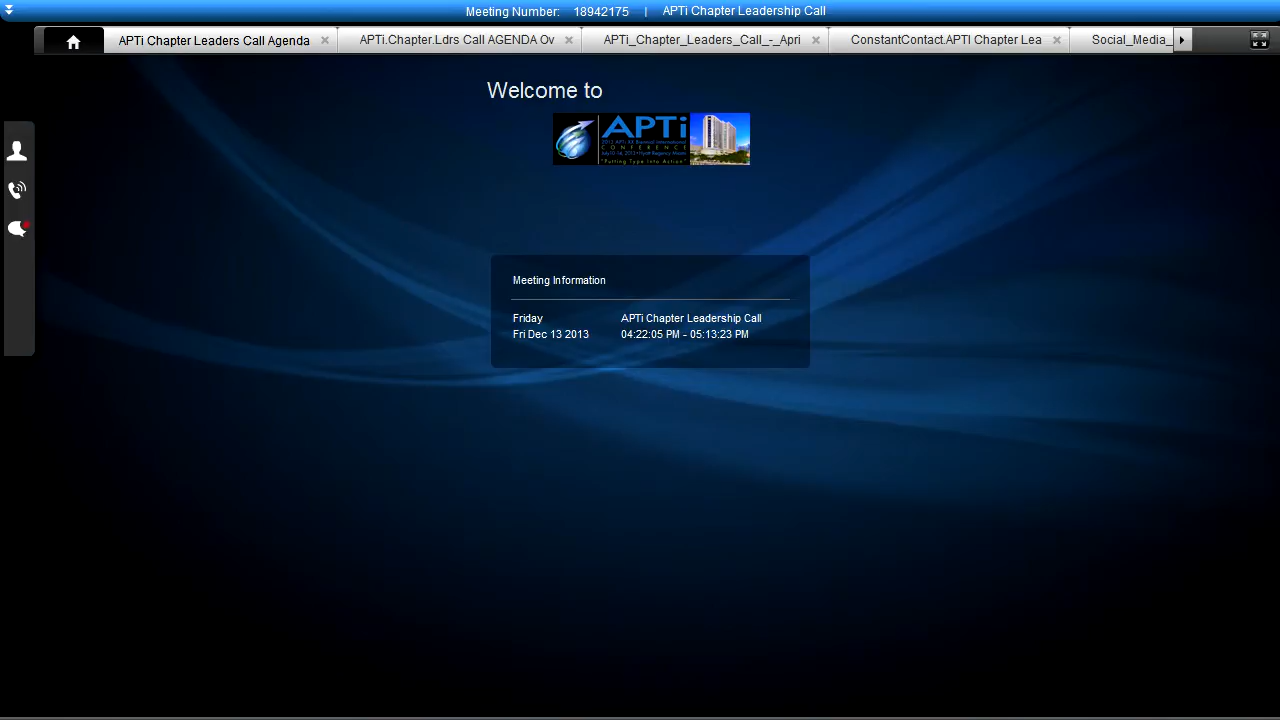 Meeting Number: 18942175 | APTi Chapter Leadership Call
APTi Chapter Leaders Call Agenda
APTi.Chapter.Ldrs Call AGENDA Ov
APTi_Chapter_Leaders_Call_-_Apri
ConstantContact.APTI Chapter Lea
Social_Media_
Welcome to
APTi
CONFERENCE
"Putting Type Into Action"
Meeting Information
Friday APTi Chapter Leadership Call
Fri Dec 13 2013 04:22:05 PM - 05:13:23 PM